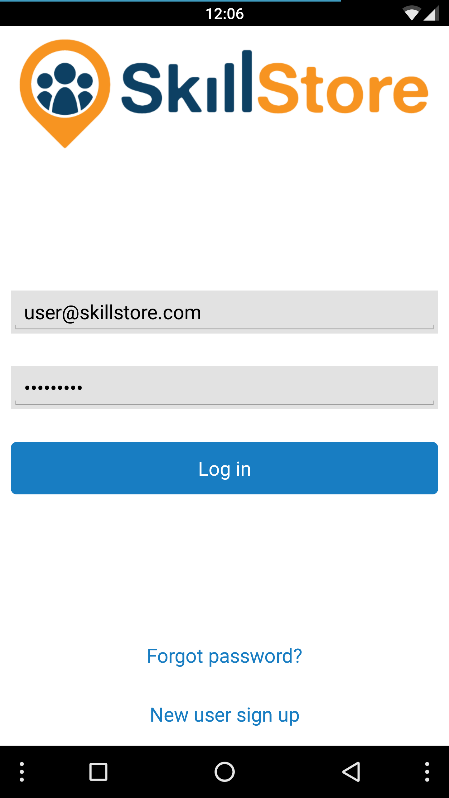 12:06
SkillStore
user@skillstore.com
•••••••••
Log in
Forgot password?
New user sign up